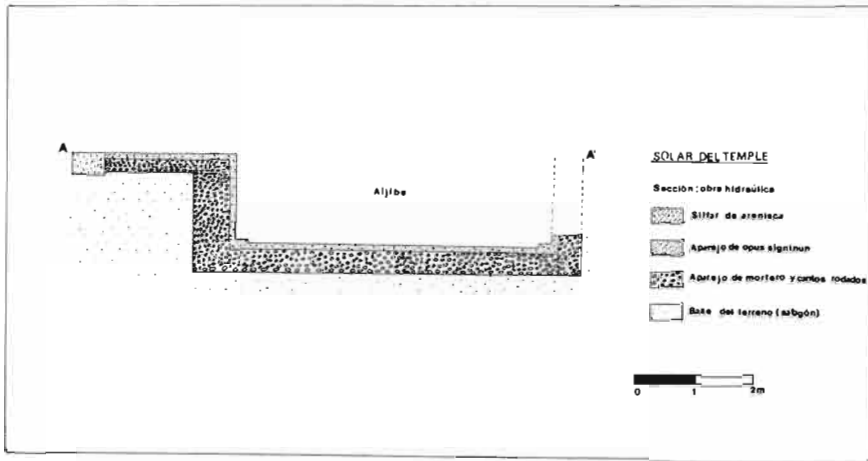 A
A'
Aljibe
SOLAR DEL TEMPLE
Sección: obra hidraúlica
Sillar de arenisca
Aparejo de opus signinun
Aparejo de mortero y cantos rodados
Base del terreno (sabgón)
0 1 2m